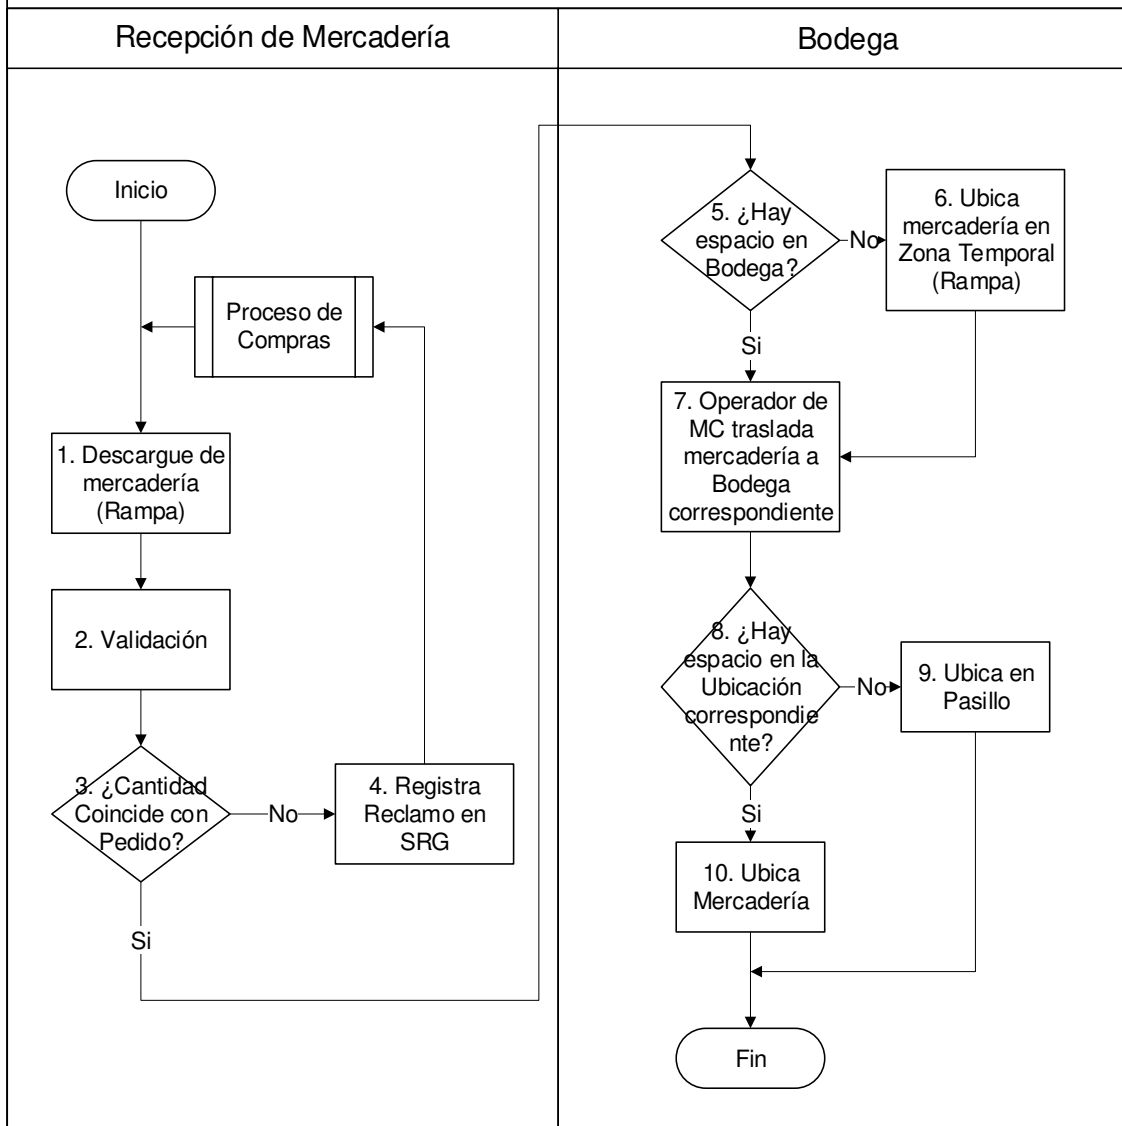 Recepción de Mercadería
Bodega
Inicio
Proceso de
Compras
1. Descargue de
mercadería
(Rampa)
2. Validación
3. ¿Cantidad
Coincide con
Pedido?
No
4. Registra
Reclamo en
SRG
Si
5. ¿Hay
espacio en
Bodega?
No
6. Ubica
mercadería en
Zona Temporal
(Rampa)
Si
7. Operador de
MC traslada
mercadería a
Bodega
correspondiente
8. ¿Hay
espacio en la
Ubicación
correspondie
nte?
No
9. Ubica en
Pasillo
Si
10. Ubica
Mercadería
Fin